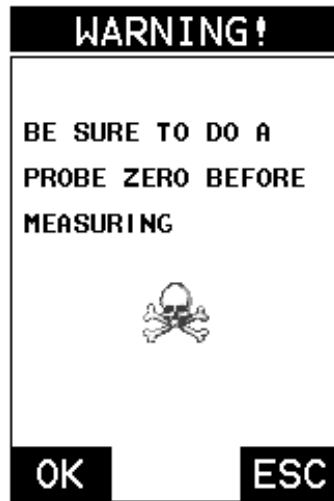 WARNING!
BE SURE TO DO A
PROBE ZERO BEFORE
MEASURING
OK ESC